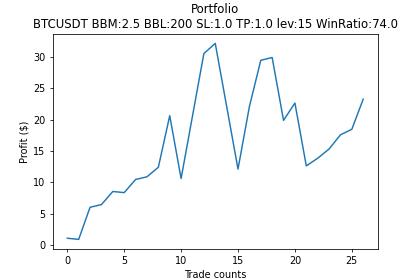 Portfolio
BTCUSDT BBM:2.5 BBL:200 SL:1.0 TP:1.0 lev:15 WinRatio:74.0
Profit ($)
30
25
20
15
10
5
0
0 5 10 15 20 25
Trade counts